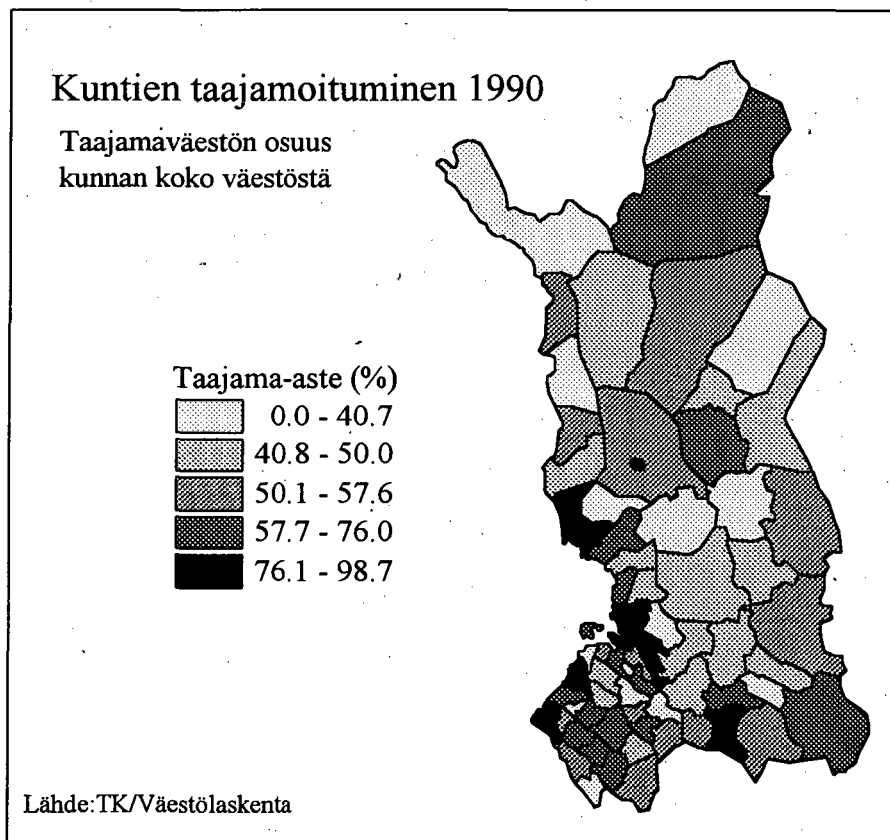 Kuntien taajamoituminen 1990
Taajamaväestön osuus
kunnan koko väestöstä
Taajama-aste (%)
0.0 - 40.7
40.8 - 50.0
50.1 - 57.6
57.7 - 76.0
76.1 - 98.7
Lähde:TK/Väestölaskenta